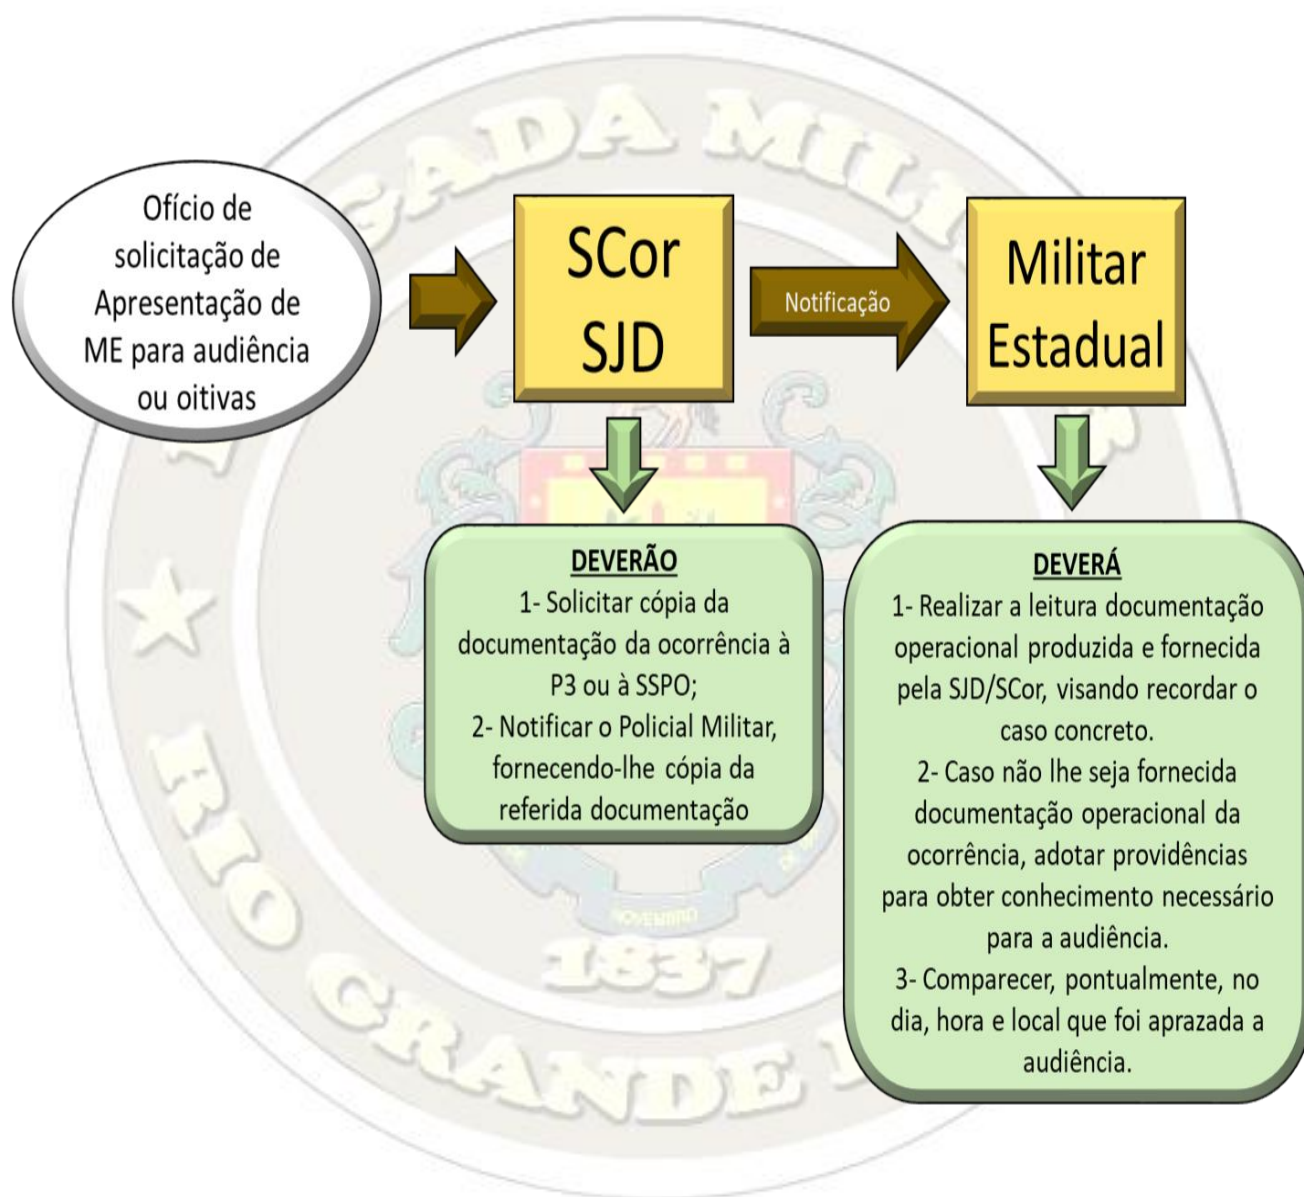 Ofício de
solicitação de
Apresentação de
ME para audiência
ou oitivas
SCor
SJD
Notificação
Militar
Estadual
DEVERÃO
1- Solicitar cópia da
documentação da ocorrência à
P3 ou à SSPO;
2- Notificar o Policial Militar,
fornecendo-lhe cópia da
referida documentação
DEVERÁ
1- Realizar a leitura documentação
operacional produzida e fornecida
pela SJD/SCor, visando recordar o
caso concreto.
2- Caso não lhe seja fornecida
documentação operacional da
ocorrência, adotar providências
para obter conhecimento necessário
para a audiência.
3- Comparecer, pontualmente, no
dia, hora e local que foi aprazada a
audiência.
NOVEMBRO
1837
RIO GRANDE